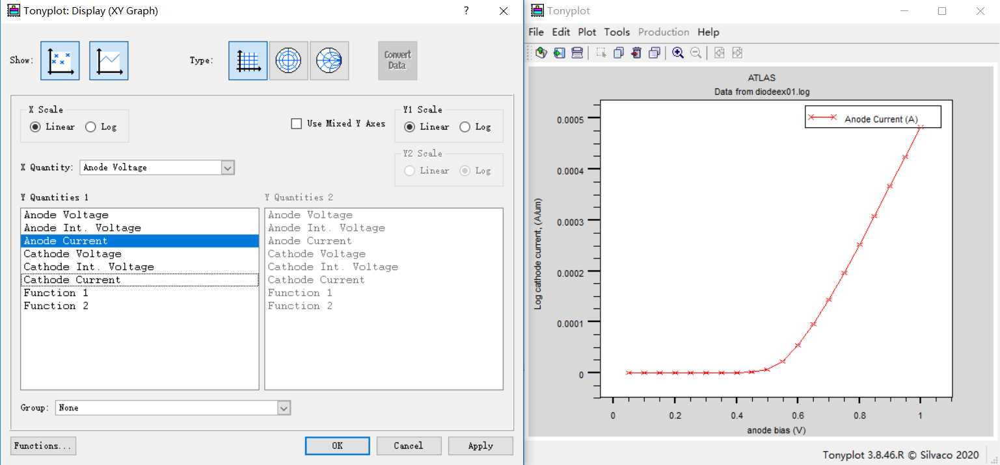 Tonyplot: Display (XY Graph)
?
Show:
Type:
Convert
Data
X Scale
Linear
Log
Use Mixed Y Axes
Y1 Scale
Linear
Log
X Quantity:
Anode Voltage
Y2 Scale
Linear
Log
Y Quantities 1
Anode Voltage
Anode Int. Voltage
Anode Current
Cathode Voltage
Cathode Int. Voltage
Cathode Current
Function 1
Function 2
Y Quantities 2
Anode Voltage
Anode Int. Voltage
Anode Current
Cathode Voltage
Cathode Int. Voltage
Cathode Current
Function 1
Function 2
Group:
None
Functions...
OK
Cancel
Apply
Tonyplot
File Edit Plot Tools Production Help
ATLAS
Data from diodeex01.log
Anode Current (A)
Log cathode current, (A/um)
0.0005
0.0004
0.0003
0.0002
0.0001
0
0 0.2 0.4 0.6 0.8 1
anode bias (V)
Tonyplot 3.8.46.R © Silvaco 2020